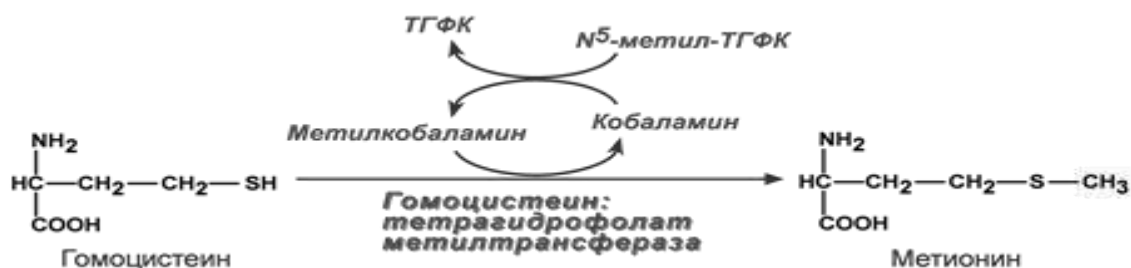 ТГФК N⁵-метил-ТГФК
Метилкобаламин Кобаламин
NH₂ NH₂
HC—CH₂—CH₂—SH HC—CH₂—CH₂—S—CH₃
COOH COOH
Гомоцистеин:
тетрагидрофолат
метилтрансфераза
Гомоцистеин Метионин